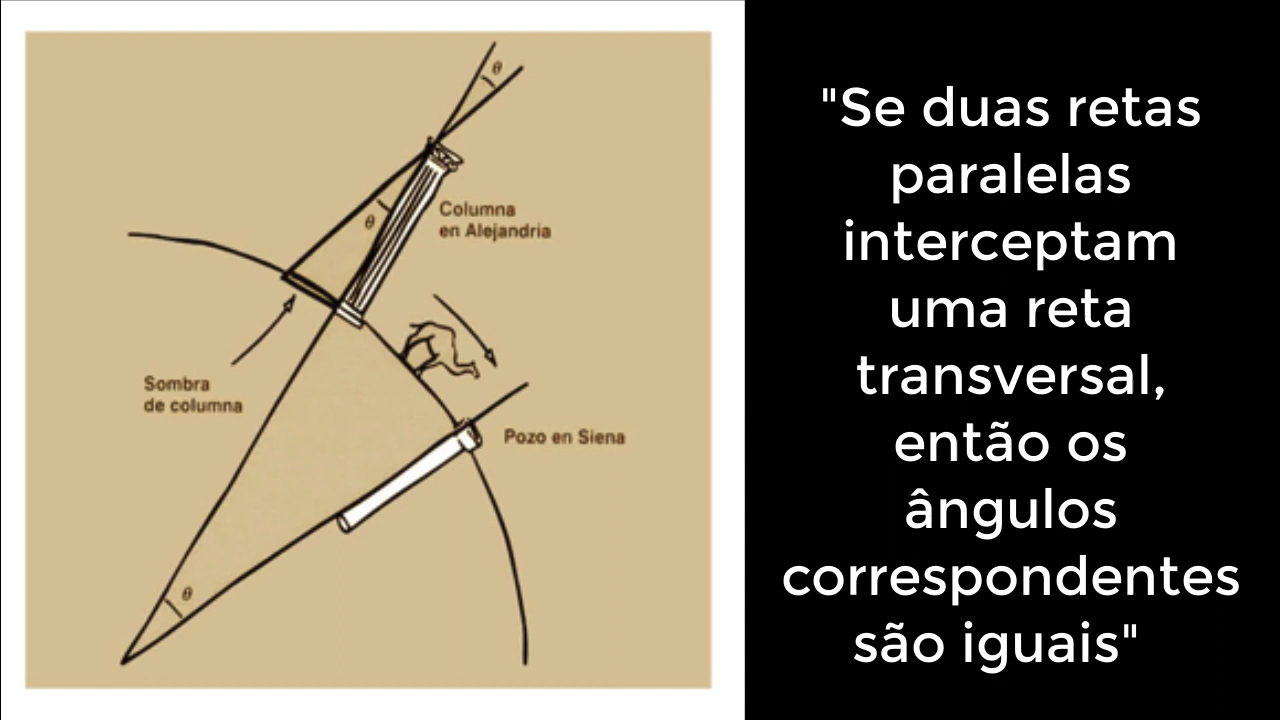 θ
θ
Columna
en Alejandría
Sombra
de columna
Pozo en Siena
θ
"Se duas retas
paralelas
interceptam
uma reta
transversal,
então os
ângulos
correspondentes
são iguais"